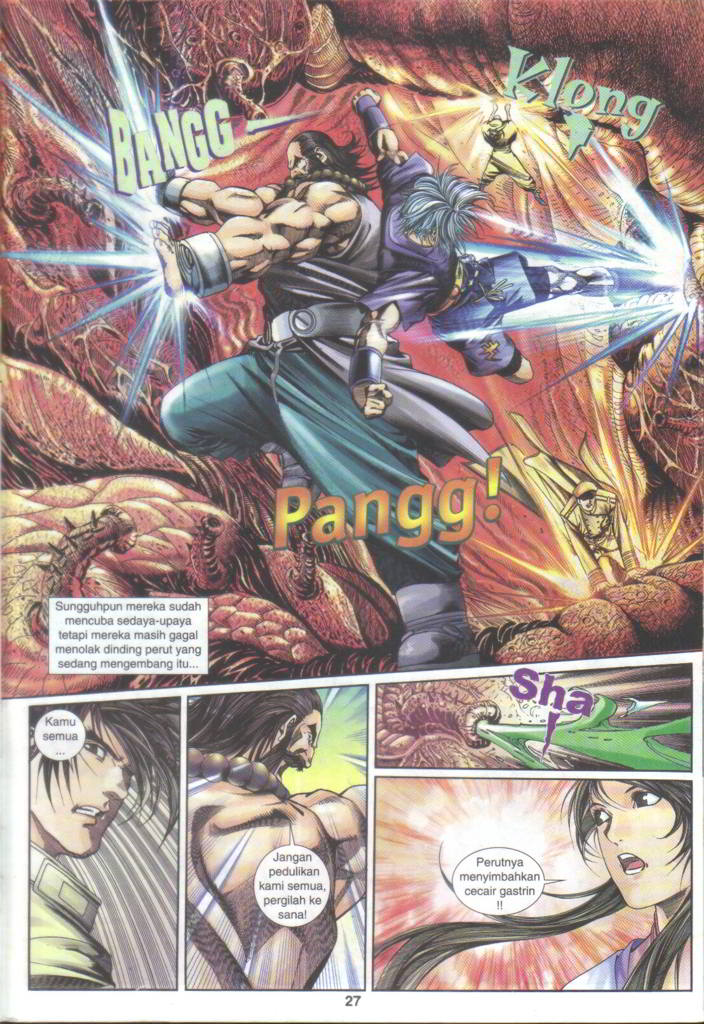 Klong
!
BANGG
Pangg!
Sungguhpun mereka sudah
mencuba sedaya-upaya
tetapi mereka masih gagal
menolak dinding perut yang
sedang mengembang itu...
Sha
!
Kamu
semua
...
Jangan
pedulikan
kami semua,
pergilah ke
sana!
Perutnya
menyimbahkan
cecair gastrin
!!
27